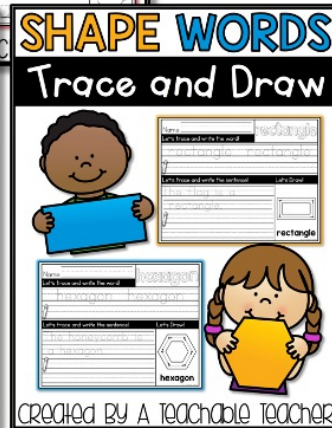 SHAPE WORDS
Trace and Draw
Name
rectangle
Let's trace and write the word!
rectangle rectangle
Let's trace and write the sentence!
Let's Draw!
The flag is a
rectangle.
rectangle
Name
hexagon
Let's trace and write the word!
hexagon hexagon
Let's trace and write the sentence!
Let's Draw!
The honeycomb is
a hexagon.
hexagon
CREATED BY A TEACHABLE TEACHER